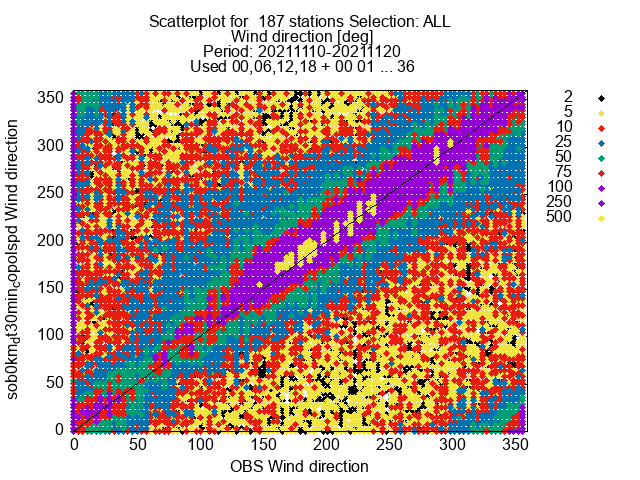 Scatterplot for 187 stations Selection: ALL
Wind direction [deg]
Period: 20211110-20211120
Used 00,06,12,18 + 00 01 ... 36
2
5
10
25
50
75
100
250
500
350
300
250
200
150
100
50
0
sob0km_dt30min_copolspd Wind direction
0 50 100 150 200 250 300 350
OBS Wind direction